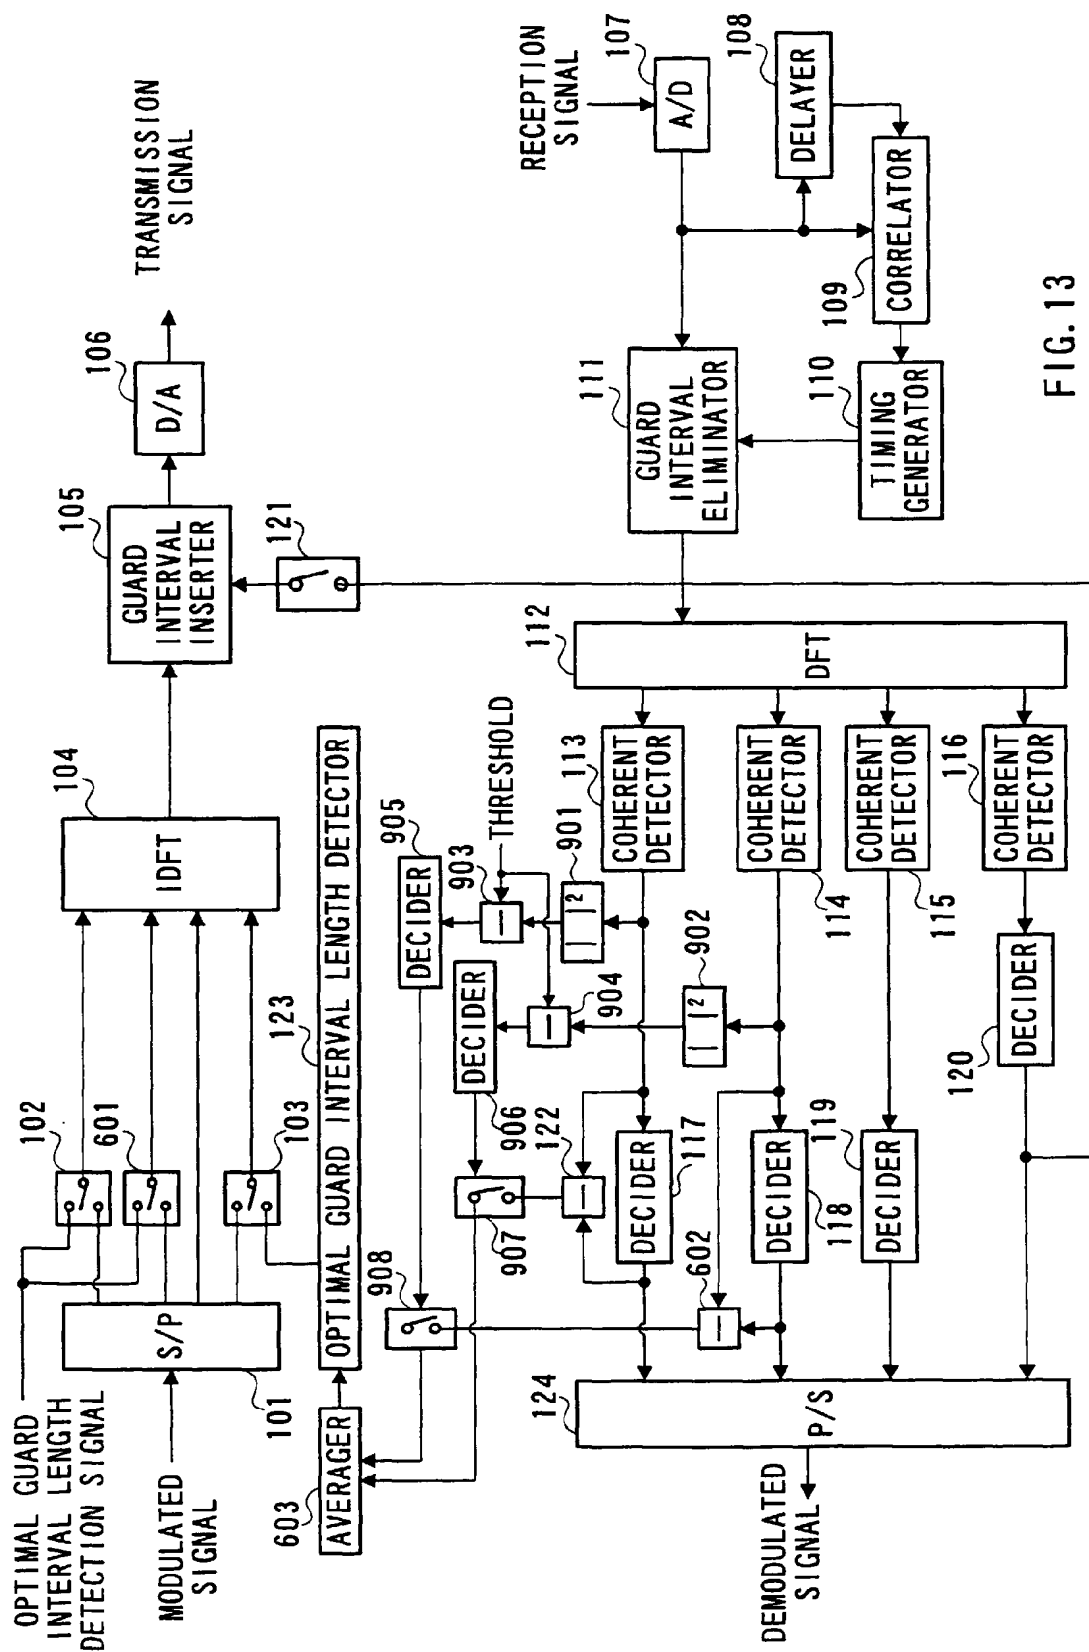 OPTIMAL GUARD
INTERVAL LENGTH
DETECTION SIGNAL
MODULATED
SIGNAL
S/P
101
102
601
103
IDFT
104
GUARD
INTERVAL
INSERTER
105
D/A
106
TRANSMISSION
SIGNAL
121
AVERAGER
603
OPTIMAL GUARD INTERVAL LENGTH DETECTOR
123
RECEPTION
SIGNAL
A/D
107
DELAYER
108
CORRELATOR
109
TIMING
GENERATOR
110
GUARD
INTERVAL
ELIMINATOR
111
DFT
112
THRESHOLD
DECIDER
905
—
903
| |²
901
DECIDER
906
—
904
| |²
902
908
907
—
122
—
602
COHERENT
DETECTOR
113
COHERENT
DETECTOR
114
COHERENT
DETECTOR
115
COHERENT
DETECTOR
116
DECIDER
117
DECIDER
118
DECIDER
119
DECIDER
120
P/S
124
DEMODULATED
SIGNAL
FIG. 13